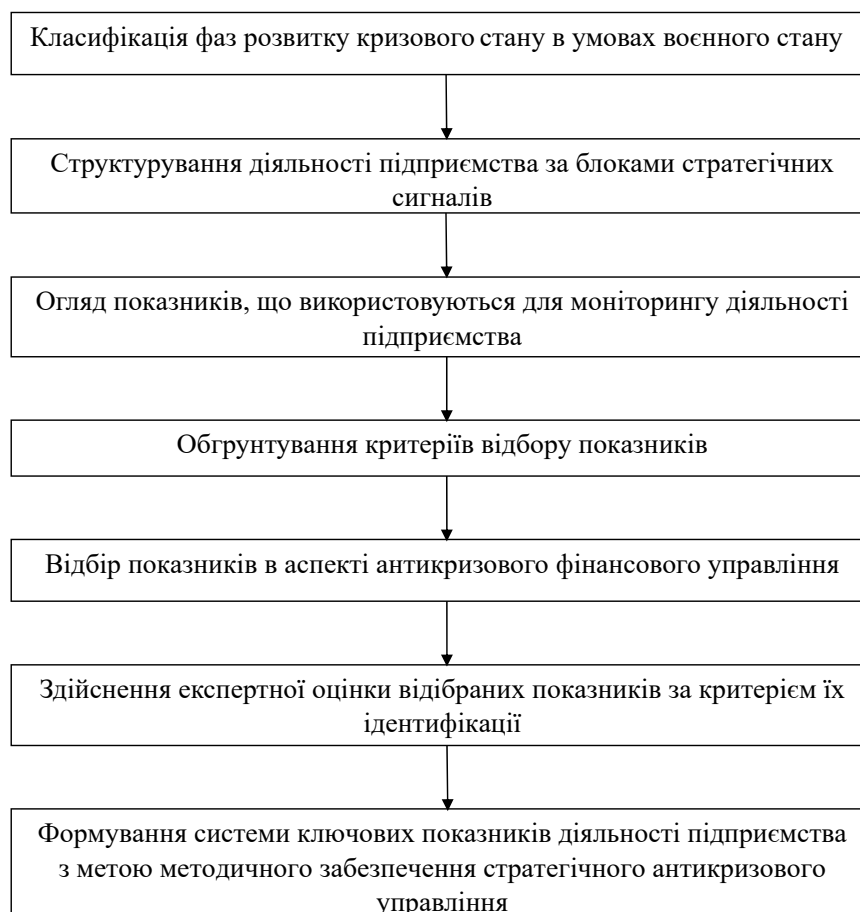 Класифікація фаз розвитку кризового стану в умовах воєнного стану
Структурування діяльності підприємства за блоками стратегічних
сигналів
Огляд показників, що використовуються для моніторингу діяльності
підприємства
Обгрунтування критеріїв відбору показників
Відбір показників в аспекті антикризового фінансового управління
Здійснення експертної оцінки відібраних показників за критерієм їх
ідентифікації
Формування системи ключових показників діяльності підприємства
з метою методичного забезпечення стратегічного антикризового
управління